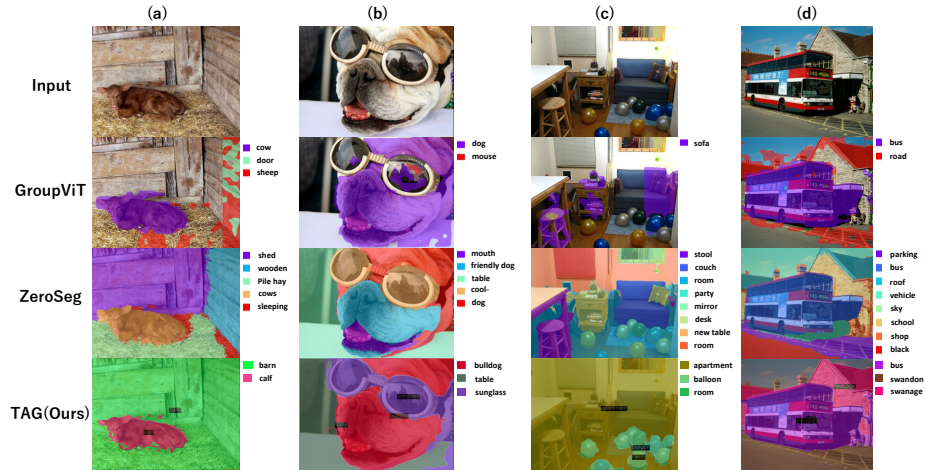 (a) (b) (c) (d)
Input
GroupViT
cow
door
sheep
dog
mouse
sofa
bus
road
ZeroSeg
shed
wooden
Pile hay
cows
sleeping
mouth
friendly dog
table
cool-
dog
stool
couch
room
party
mirror
desk
new table
room
parking
bus
roof
vehicle
sky
school
shop
black
TAG(Ours)
barn
calf
bulldog
table
sunglass
apartment
balloon
room
bus
swandon
swanage